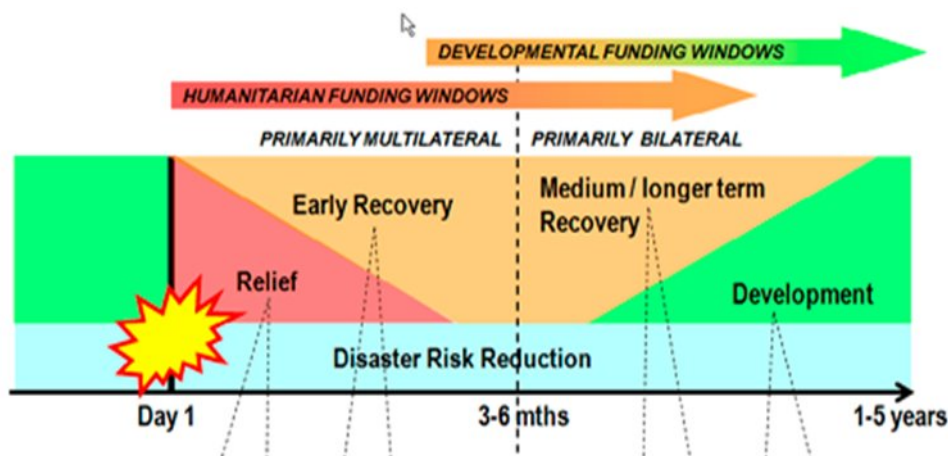 DEVELOPMENTAL FUNDING WINDOWS
HUMANITARIAN FUNDING WINDOWS
PRIMARILY MULTILATERAL
PRIMARILY BILATERAL
Early Recovery
Medium / longer term
Recovery
Relief
Development
Disaster Risk Reduction
Day 1
3-6 mths
1-5 years